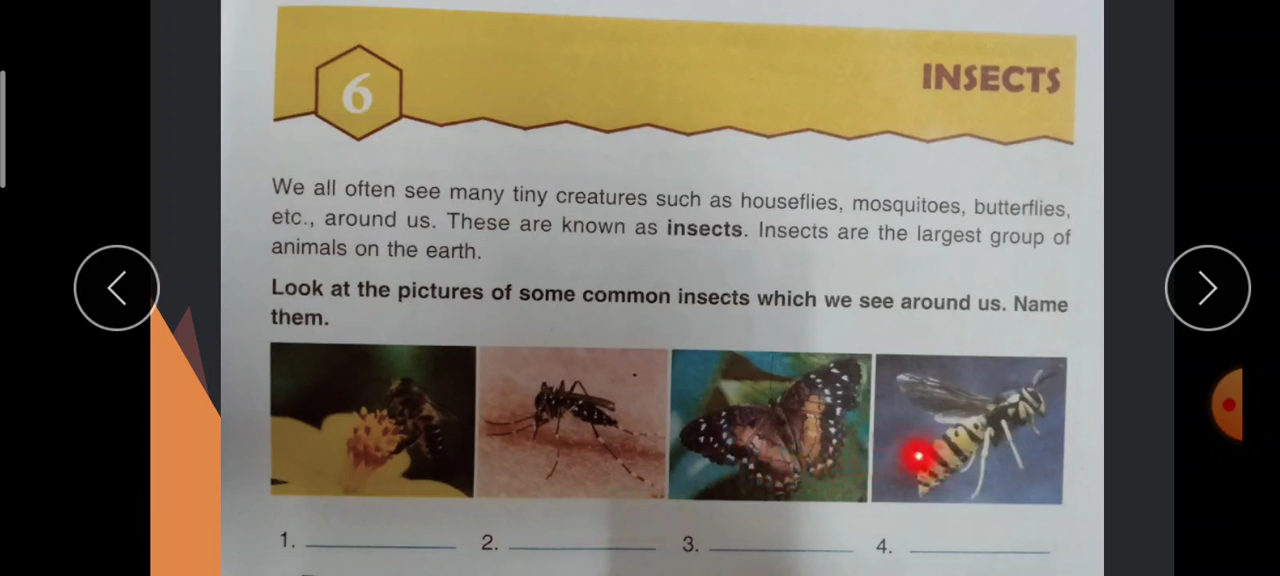 6
INSECTS
We all often see many tiny creatures such as houseflies, mosquitoes, butterflies,
etc., around us. These are known as insects. Insects are the largest group of
animals on the earth.
Look at the pictures of some common insects which we see around us. Name
them.
1. 2. 3. 4.